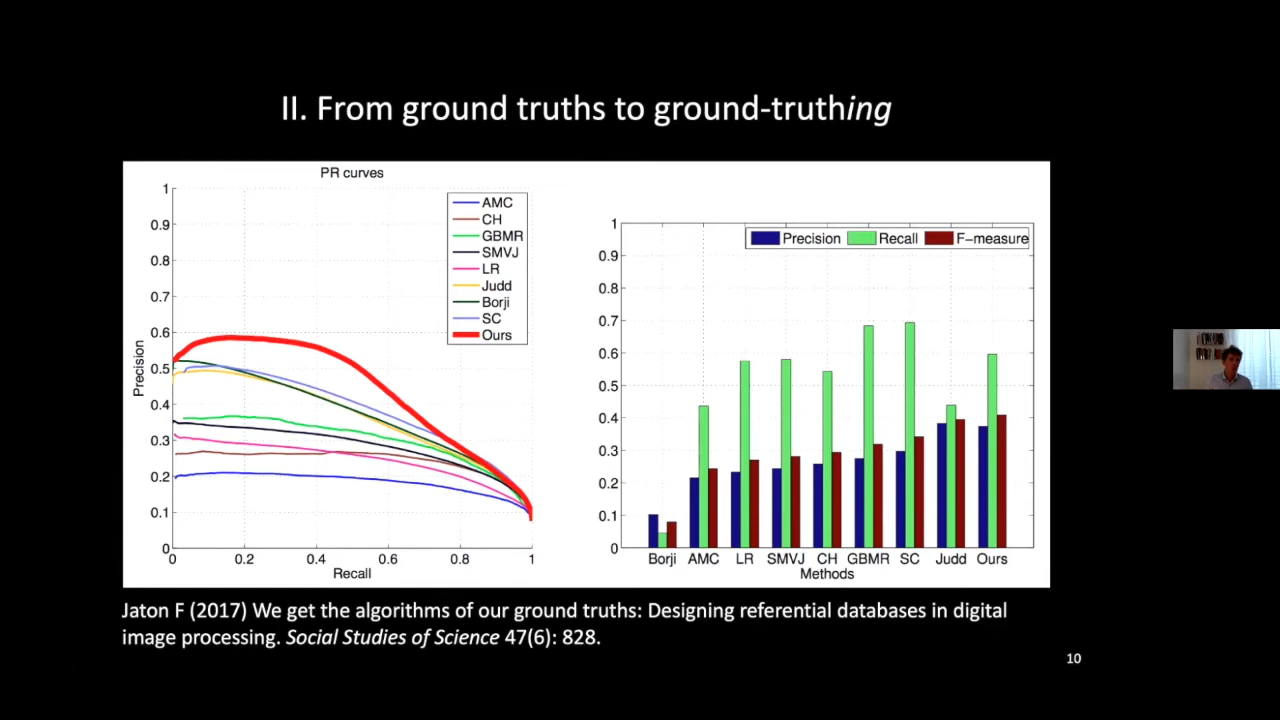 II. From ground truths to ground-truthing
PR curves
1
0.9
0.8
0.7
0.6
0.5
0.4
0.3
0.2
0.1
0
Precision
0 0.2 0.4 0.6 0.8 1
Recall
AMC
CH
GBMR
SMVJ
LR
Judd
Borji
SC
Ours
Precision Recall F-measure
1
0.9
0.8
0.7
0.6
0.5
0.4
0.3
0.2
0.1
0
Borji AMC LR SMVJ CH GBMR SC Judd Ours
Methods
Jaton F (2017) We get the algorithms of our ground truths: Designing referential databases in digital
image processing. Social Studies of Science 47(6): 828.
10